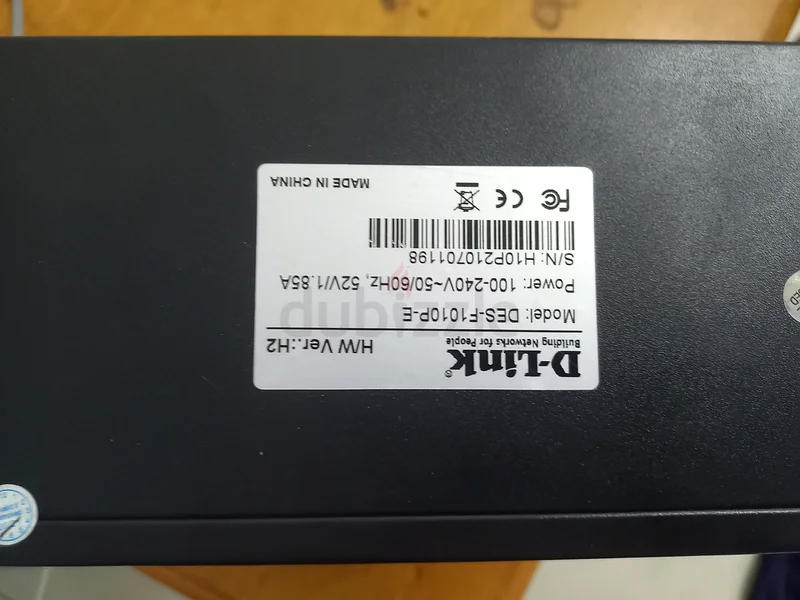 D-Link®
Building Networks for People
H/W Ver.:H2
Model: DES-F1010P-E
Power: 100-240V~50/60Hz, 52V/1.85A
S/N: H10P210701198
FC CE
MADE IN CHINA
dubizzle